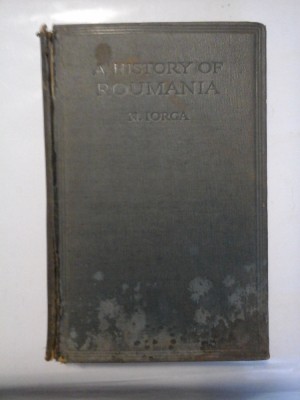 A HISTORY OF
ROUMANIA
N. IORGA